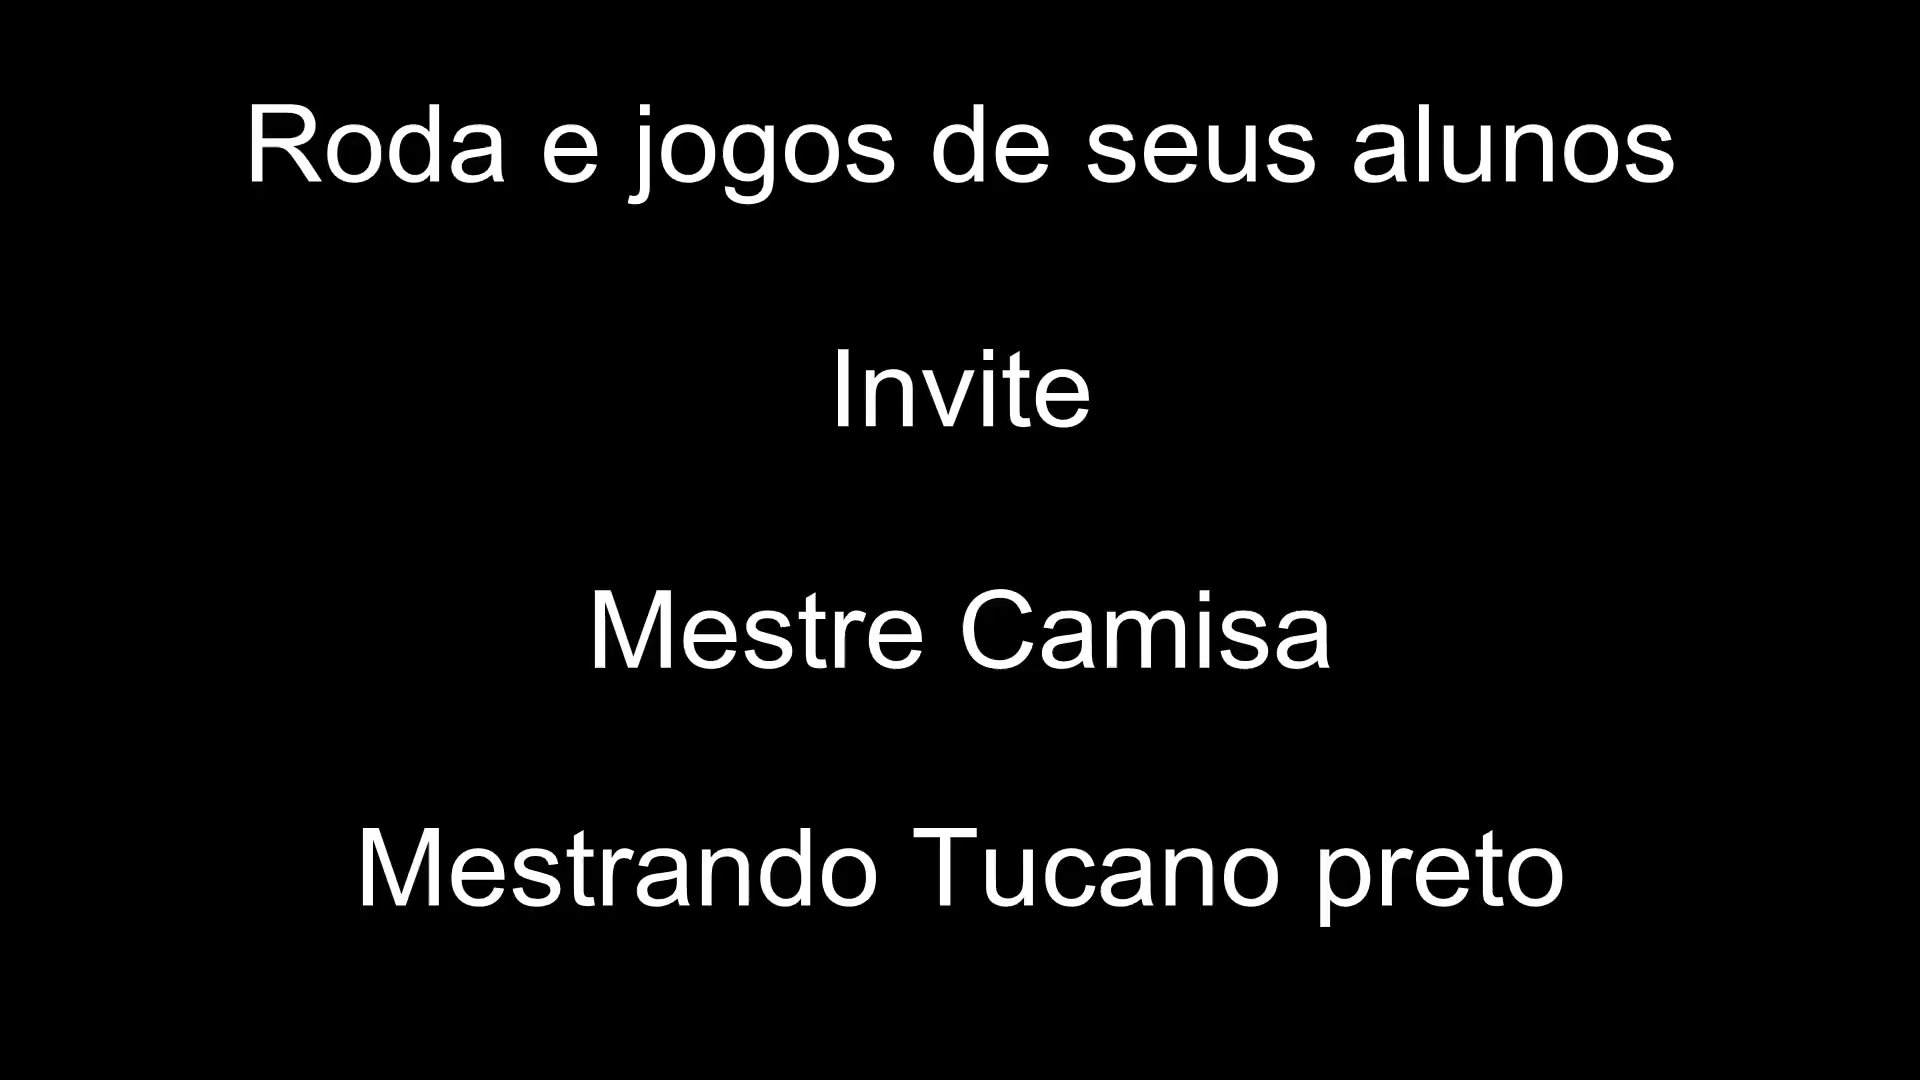 Roda e jogos de seus alunos
Invite
Mestre Camisa
Mestrando Tucano preto